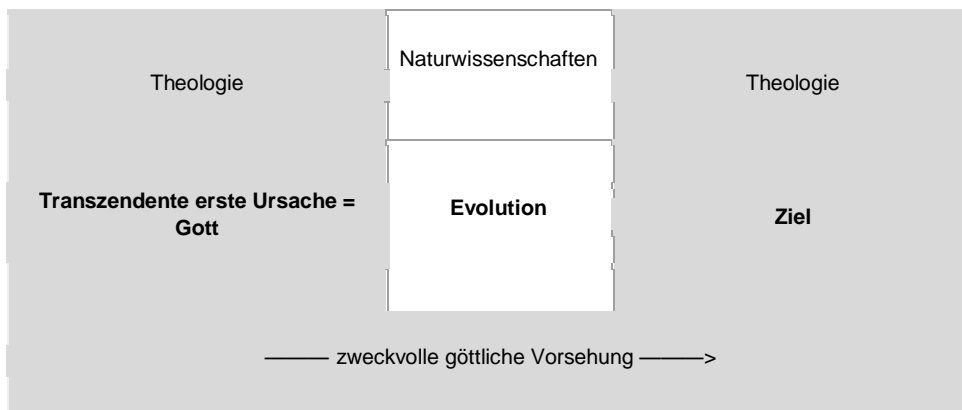 Theologie
Naturwissenschaften
Theologie
Transzendente erste Ursache =
Gott
Evolution
Ziel
——— zweckvolle göttliche Vorsehung ———>